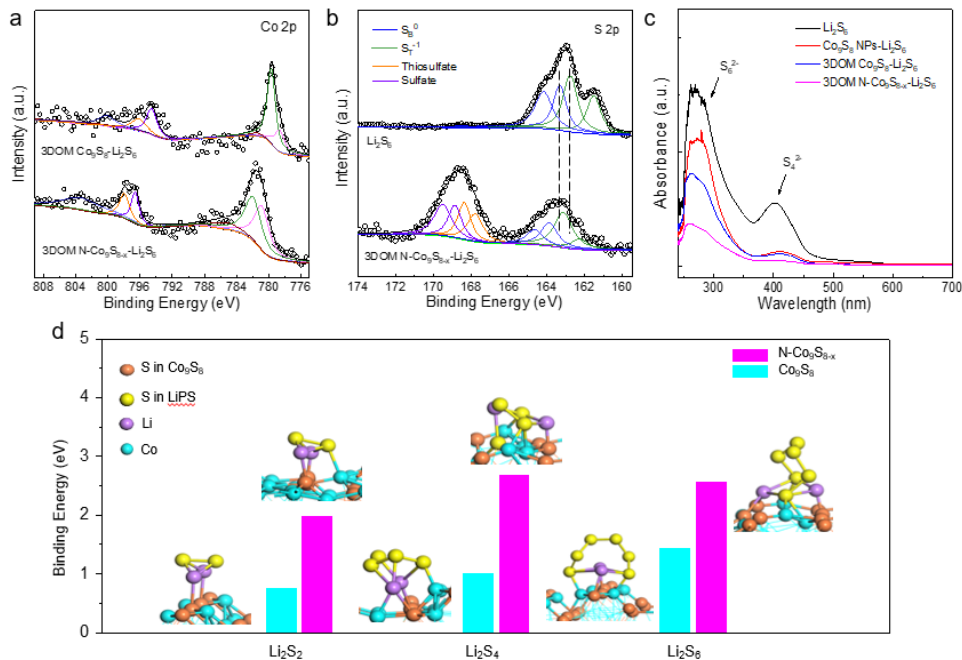 a
Co 2p
Intensity (a.u.)
3DOM Co₉S₈-Li₂S₆
3DOM N-Co₉S₈₋ₓ-Li₂S₆
808 804 800 796 792 788 784 780 776
Binding Energy (eV)
b
S 2p
S_B⁰
S_T⁻¹
Thiosulfate
Sulfate
Intensity (a.u.)
Li₂S₆
3DOM N-Co₉S₈₋ₓ-Li₂S₆
174 172 170 168 166 164 162 160
Binding Energy (eV)
c
Li₂S₆
Co₉S₈ NPs-Li₂S₆
3DOM Co₉S₈-Li₂S₆
3DOM N-Co₉S₈₋ₓ-Li₂S₆
S₆²⁻
S₄²⁻
Absorbance (a.u.)
300 400 500 600 700
Wavelength (nm)
d
S in Co₉S₈
S in LiPS
Li
Co
N-Co₉S₈₋ₓ
Co₉S₈
Binding Energy (eV)
5
4
3
2
1
0
Li₂S₂ Li₂S₄ Li₂S₆